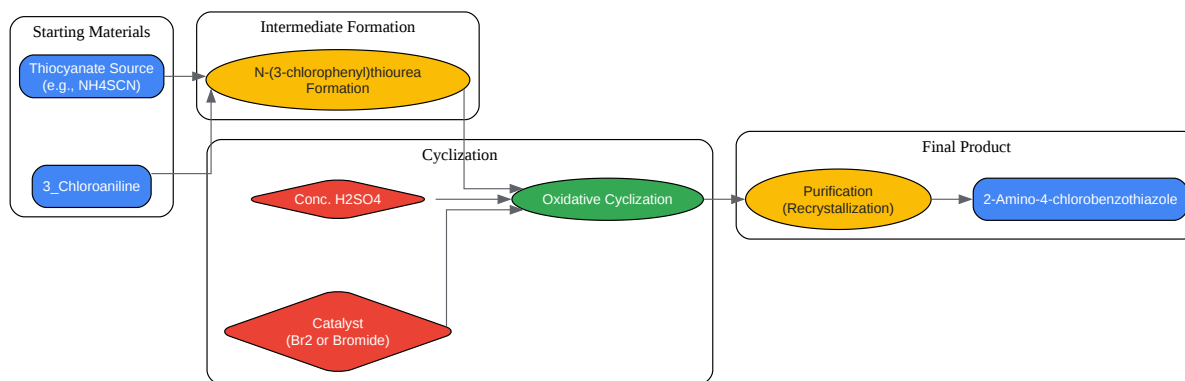 Starting Materials
Thiocyanate Source
(e.g., NH4SCN)
3_Chloroaniline
Intermediate Formation
N-(3-chlorophenyl)thiourea
Formation
Cyclization
Conc. H2SO4
Oxidative Cyclization
Catalyst
(Br2 or Bromide)
Final Product
Purification
(Recrystallization)
2-Amino-4-chlorobenzothiazole